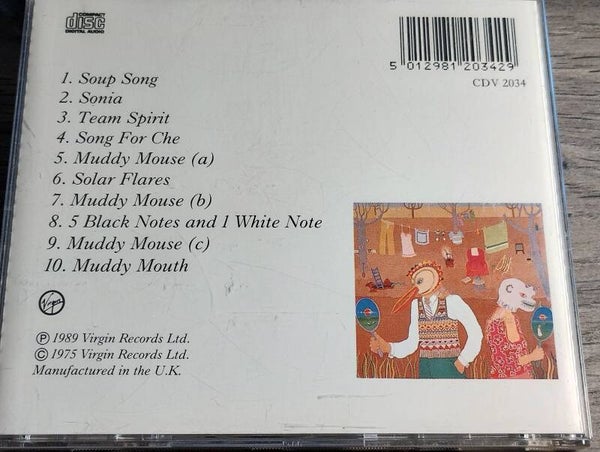 COMPACT
disc
DIGITAL AUDIO
5 012981 203429
CDV 2034
1. Soup Song
2. Sonia
3. Team Spirit
4. Song For Che
5. Muddy Mouse (a)
6. Solar Flares
7. Muddy Mouse (b)
8. 5 Black Notes and 1 White Note
9. Muddy Mouse (c)
10. Muddy Mouth
Virgin
Ⓟ 1989 Virgin Records Ltd.
© 1975 Virgin Records Ltd.
Manufactured in the U.K.